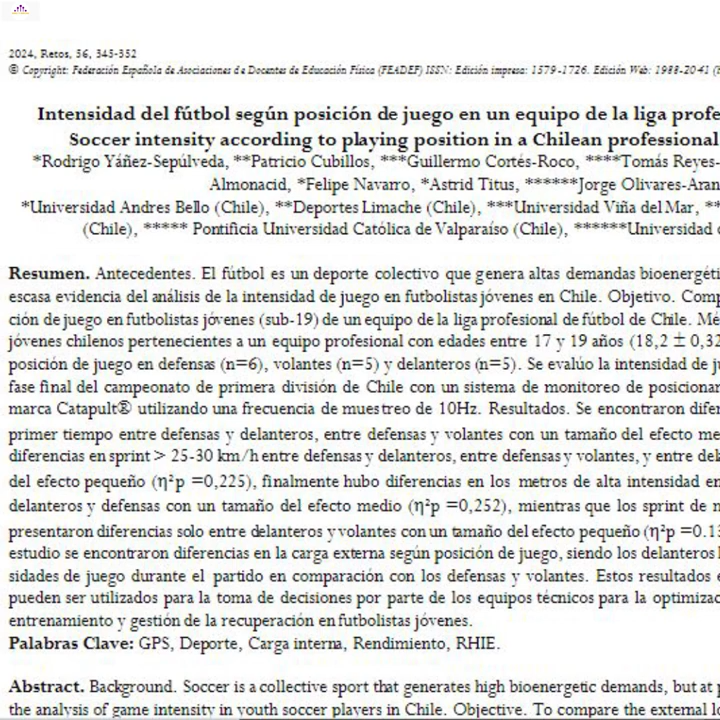 2024, Retos, 56, 345-352
© Copyright: Federación Española de Asociaciones de Docentes de Educación Física (FEADEF) ISSN: Edición impresa: 1579-1726. Edición Web: 1988-2041 (
Intensidad del fútbol según posición de juego en un equipo de la liga profe
Soccer intensity according to playing position in a Chilean professional
*Rodrigo Yáñez-Sepúlveda, **Patricio Cubillos, ***Guillermo Cortés-Roco, ****Tomás Reyes-
Almonacid, *Felipe Navarro, *Astrid Titus, ******Jorge Olivares-Aran
*Universidad Andres Bello (Chile), **Deportes Limache (Chile), ***Universidad Viña del Mar, **
(Chile), ***** Pontificia Universidad Católica de Valparaíso (Chile), ******Universidad
Resumen. Antecedentes. El fútbol es un deporte colectivo que genera altas demandas bioenergéti
escasa evidencia del análisis de la intensidad de juego en futbolistas jóvenes en Chile. Objetivo. Comp
ción de juego en futbolistas jóvenes (sub-19) de un equipo de la liga profesional de fútbol de Chile. Mé
jóvenes chilenos pertenecientes a un equipo profesional con edades entre 17 y 19 años (18,2 ± 0,32
posición de juego en defensas (n=6), volantes (n=5) y delanteros (n=5). Se evalúo la intensidad de ju
fase final del campeonato de primera división de Chile con un sistema de monitoreo de posicionar
marca Catapult® utilizando una frecuencia de muestreo de 10Hz. Resultados. Se encontraron difer
primer tiempo entre defensas y delanteros, entre defensas y volantes con un tamaño del efecto me
diferencias en sprint > 25-30 km/h entre defensas y delanteros, entre defensas y volantes, y entre del
del efecto pequeño (η²p =0,225), finalmente hubo diferencias en los metros de alta intensidad en
delanteros y defensas con un tamaño del efecto medio (η²p =0,252), mientras que los sprint de m
presentaron diferencias solo entre delanteros y volantes con un tamaño del efecto pequeño (η²p =0.13
estudio se encontraron diferencias en la carga externa según posición de juego, siendo los delanteros l
sidades de juego durante el partido en comparación con los defensas y volantes. Estos resultados e
pueden ser utilizados para la toma de decisiones por parte de los equipos técnicos para la optimizac
entrenamiento y gestión de la recuperación en futbolistas jóvenes.
Palabras Clave: GPS, Deporte, Carga interna, Rendimiento, RHIE.
Abstract. Background. Soccer is a collective sport that generates high bioenergetic demands, but at p
the analysis of game intensity in youth soccer players in Chile. Objective. To compare the external lo